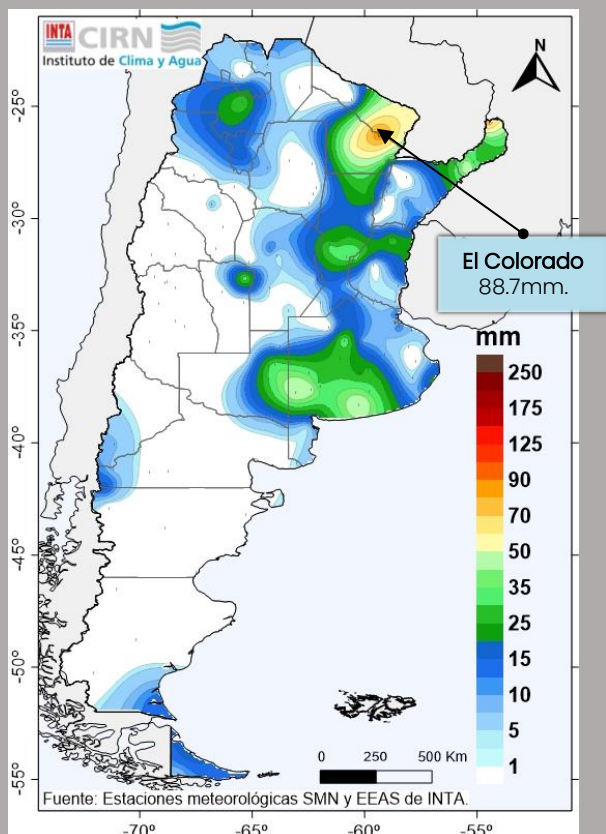 INTA CIRN
Instituto de Clima y Agua
N
-25°
-30°
-35°
-40°
-45°
-50°
-55°
El Colorado
88.7mm.
mm
250
175
125
90
70
50
35
25
15
10
5
1
0 250 500 Km
Fuente: Estaciones meteorológicas SMN y EEAS de INTA.
-70° -65° -60° -55°